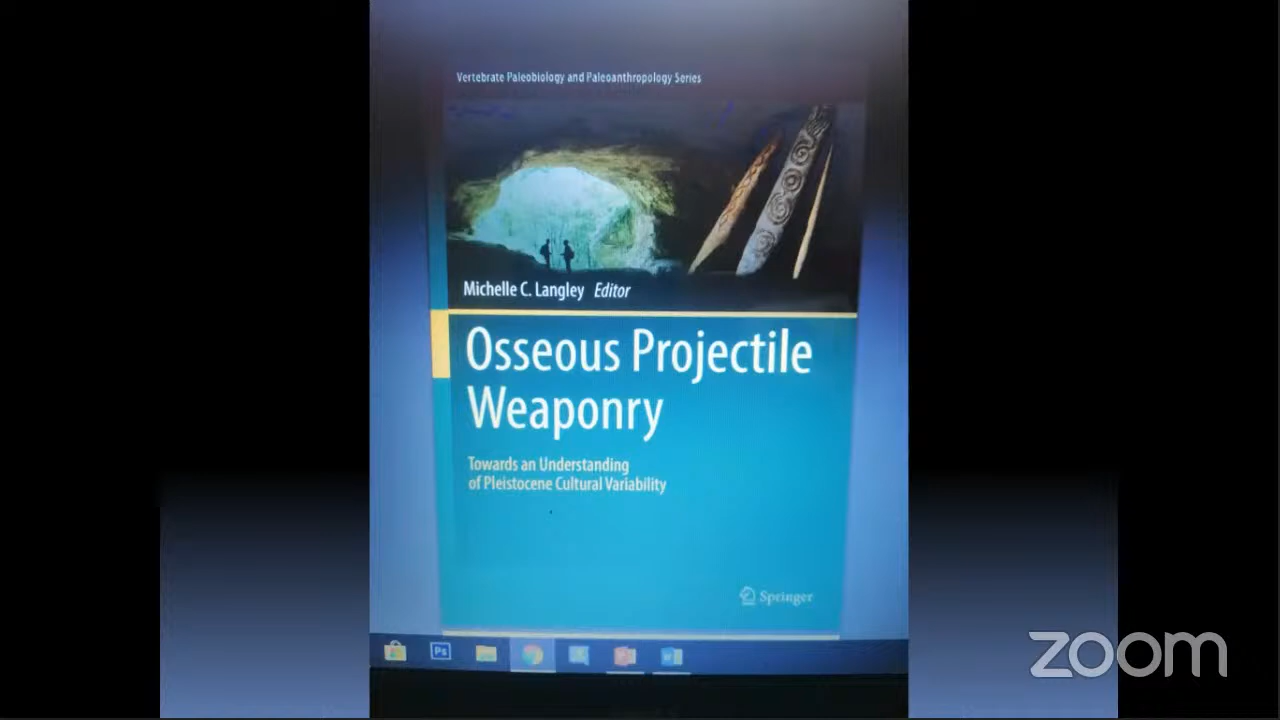 Vertebrate Paleobiology and Paleoanthropology Series
Michelle C. Langley Editor
Osseous Projectile
Weaponry
Towards an Understanding
of Pleistocene Cultural Variability
Springer
Ps
zoom